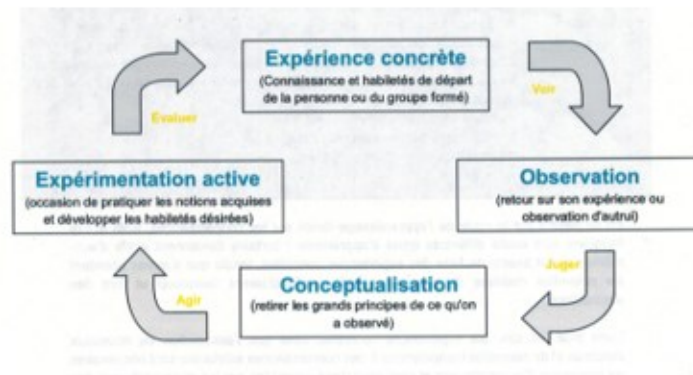 Expérience concrète
(Connaissance et habiletés de départ
de la personne ou du groupe formé)
Voir
Évaluer
Expérimentation active
(occasion de pratiquer les notions acquises
et développer les habiletés désirées)
Observation
(retour sur son expérience ou
observation d'autrui)
Juger
Conceptualisation
(retirer les grands principes de ce qu'on
a observé)
Agir